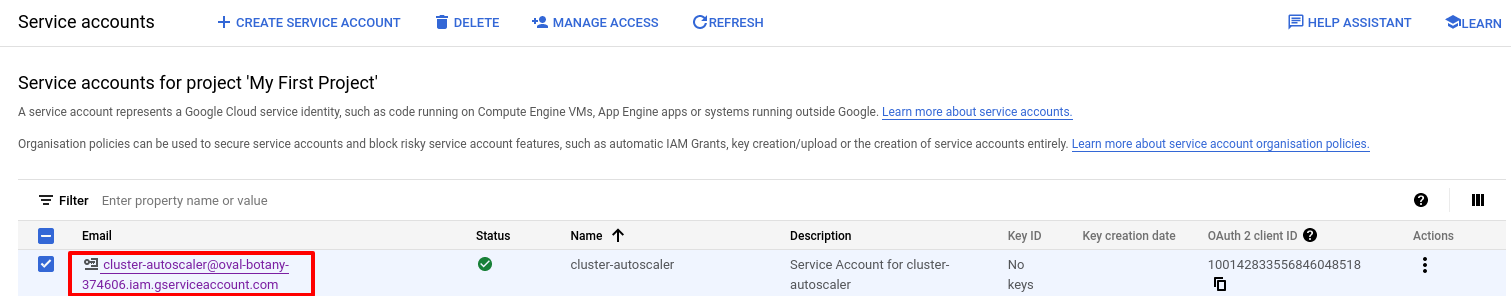 Service accounts + CREATE SERVICE ACCOUNT DELETE MANAGE ACCESS REFRESH HELP ASSISTANT LEARN
Service accounts for project 'My First Project'
A service account represents a Google Cloud service identity, such as code running on Compute Engine VMs, App Engine apps or systems running outside Google. Learn more about service accounts.
Organisation policies can be used to secure service accounts and block risky service account features, such as automatic IAM Grants, key creation/upload or the creation of service accounts entirely. Learn more about service account organisation policies.
Filter Enter property name or value
Email Status Name Description Key ID Key creation date OAuth 2 client ID Actions
cluster-autoscaler@oval-botany- cluster-autoscaler Service Account for cluster- No 100142833556846048518
374606.iam.gserviceaccount.com autoscaler keys